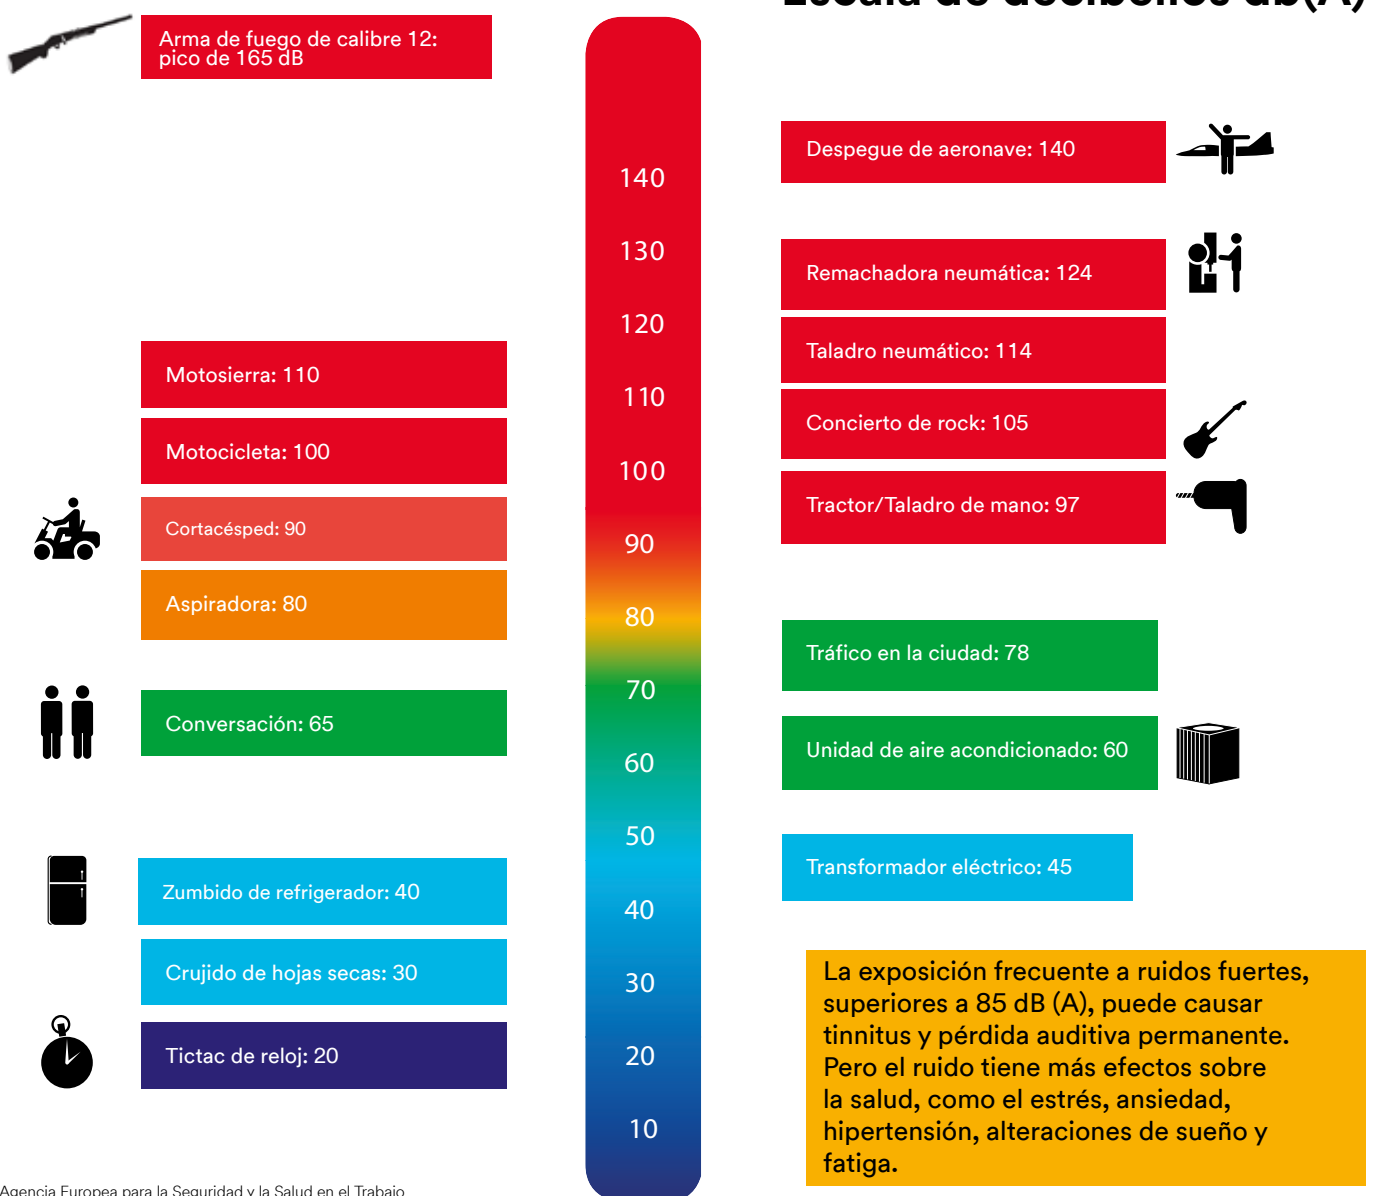 Escala de decibelios db(A)
Arma de fuego de calibre 12:
pico de 165 dB
Motosierra: 110
Motocicleta: 100
Cortacésped: 90
Aspiradora: 80
Conversación: 65
Zumbido de refrigerador: 40
Crujido de hojas secas: 30
Tictac de reloj: 20
140
130
120
110
100
90
80
70
60
50
40
30
20
10
Despegue de aeronave: 140
Remachadora neumática: 124
Taladro neumático: 114
Concierto de rock: 105
Tractor/Taladro de mano: 97
Tráfico en la ciudad: 78
Unidad de aire acondicionado: 60
Transformador eléctrico: 45
La exposición frecuente a ruidos fuertes,
superiores a 85 dB (A), puede causar
tinnitus y pérdida auditiva permanente.
Pero el ruido tiene más efectos sobre
la salud, como el estrés, ansiedad,
hipertensión, alteraciones de sueño y
fatiga.
Agencia Europea para la Seguridad y la Salud en el Trabajo